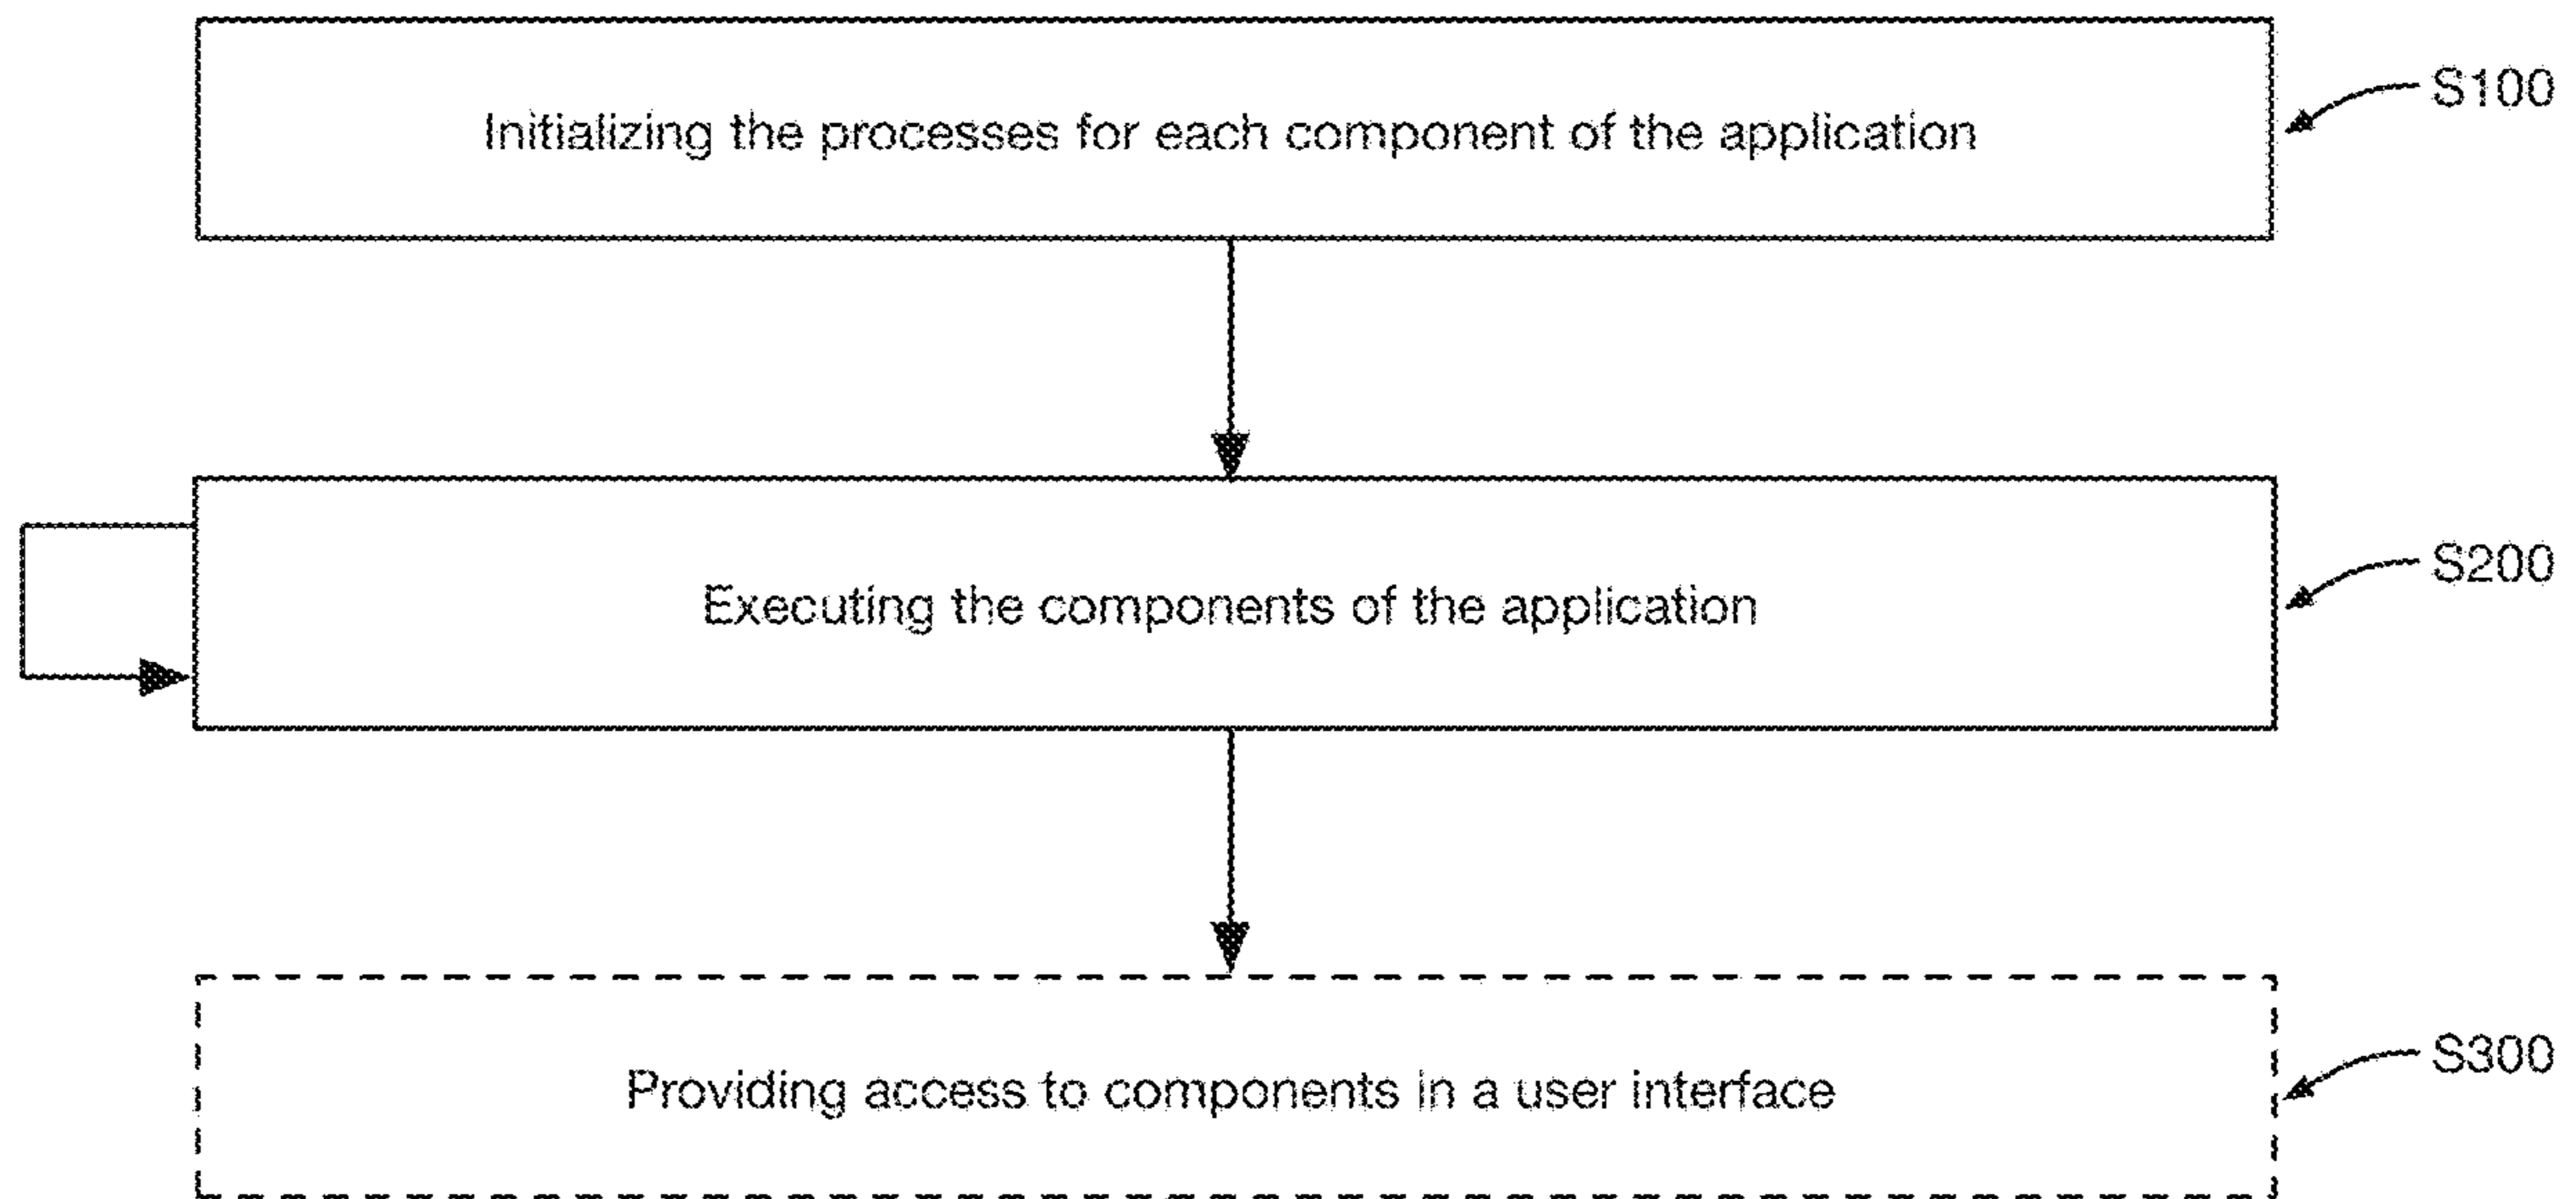 Initializing the processes for each component of the application
S100
Executing the components of the application
S200
Providing access to components in a user interface
S300